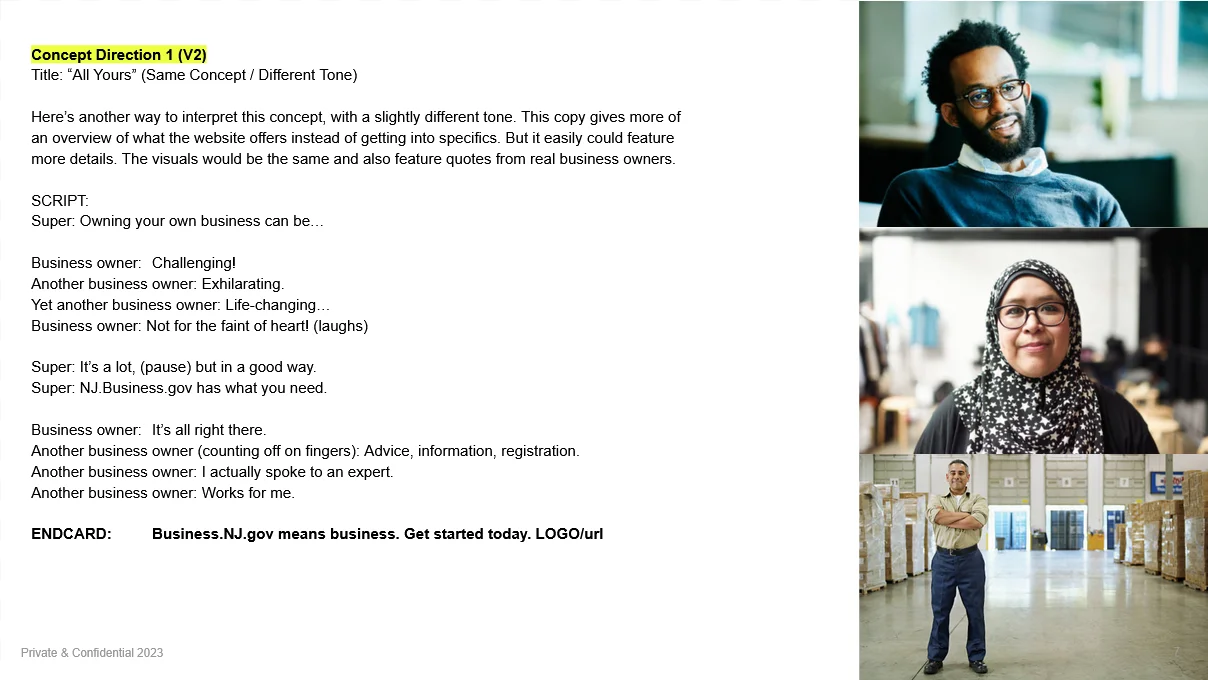 Concept Direction 1 (V2)
Title: “All Yours” (Same Concept / Different Tone)
Here’s another way to interpret this concept, with a slightly different tone. This copy gives more of
an overview of what the website offers instead of getting into specifics. But it easily could feature
more details. The visuals would be the same and also feature quotes from real business owners.
SCRIPT:
Super: Owning your own business can be…
Business owner: Challenging!
Another business owner: Exhilarating.
Yet another business owner: Life-changing…
Business owner: Not for the faint of heart! (laughs)
Super: It’s a lot, (pause) but in a good way.
Super: NJ.Business.gov has what you need.
Business owner: It’s all right there.
Another business owner (counting off on fingers): Advice, information, registration.
Another business owner: I actually spoke to an expert.
Another business owner: Works for me.
ENDCARD: Business.NJ.gov means business. Get started today. LOGO/url
Private & Confidential 2023
7